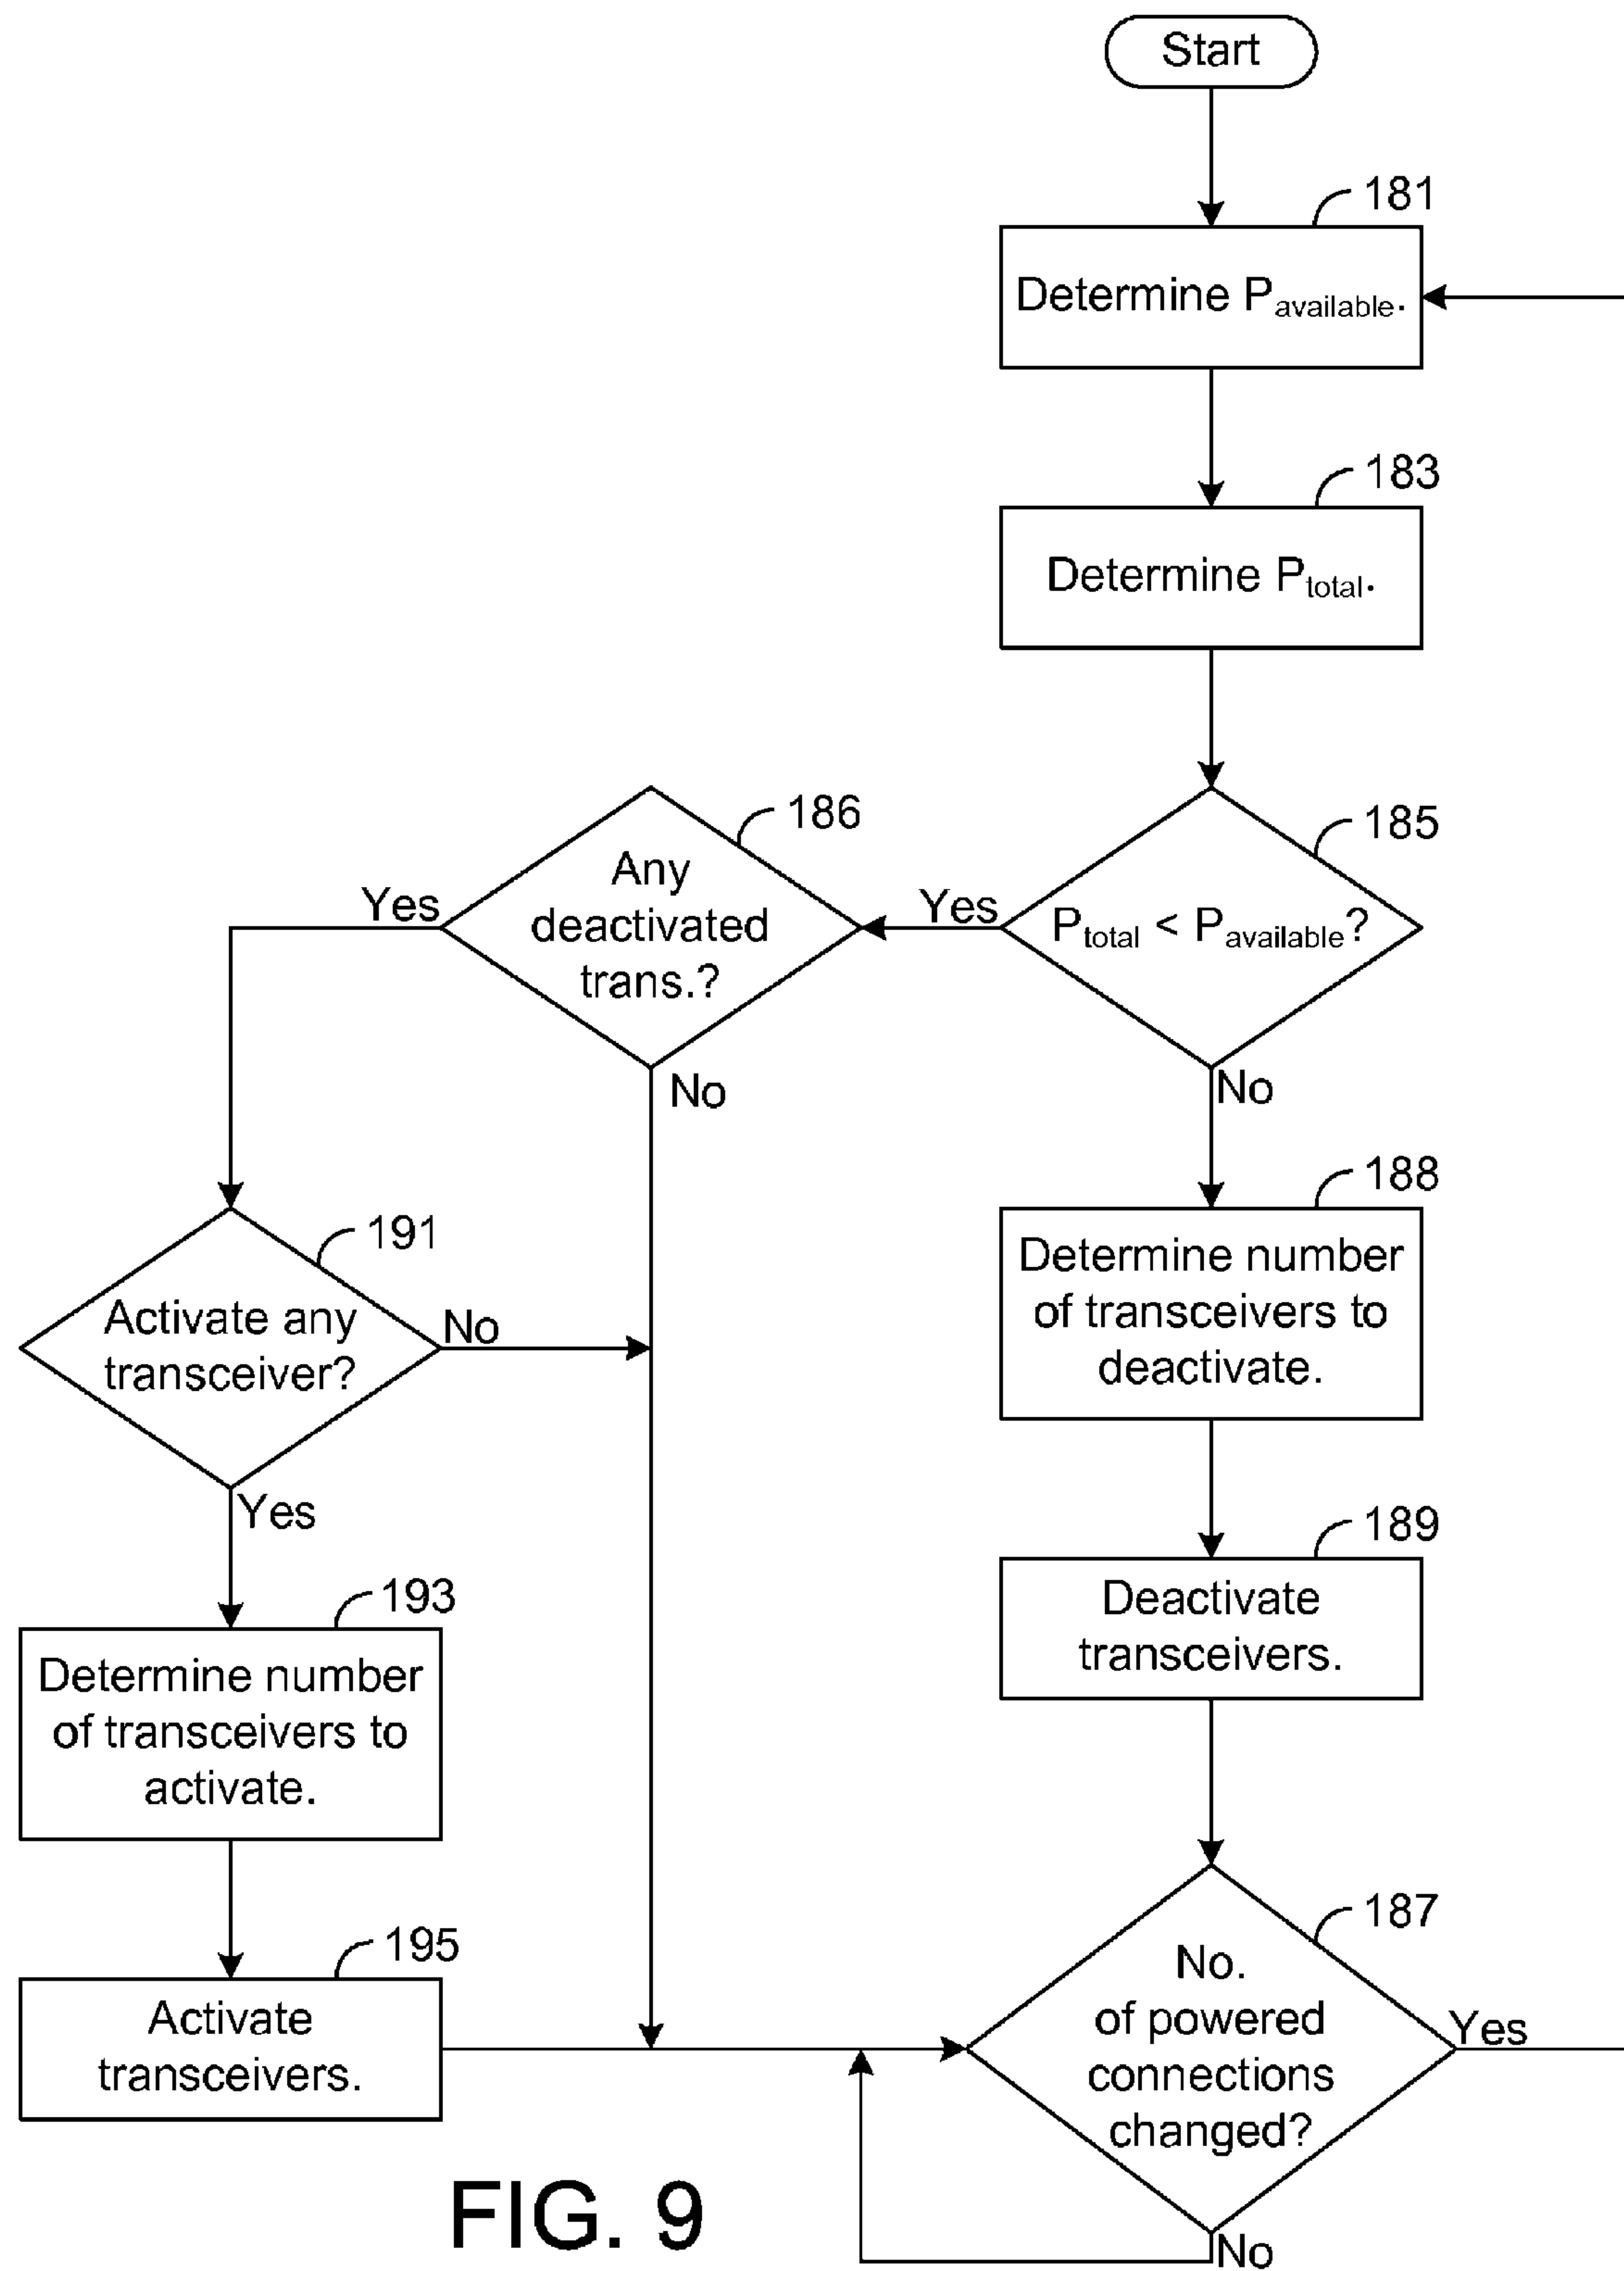 Start
181
Determine Pavailable.
183
Determine Ptotal.
186
Any
deactivated
trans.?
Yes
No
185
Ptotal < Pavailable?
Yes
No
191
Activate any
transceiver?
No
Yes
188
Determine number
of transceivers to
deactivate.
189
Deactivate
transceivers.
193
Determine number
of transceivers to
activate.
195
Activate
transceivers.
187
No.
of powered
connections
changed?
Yes
No
FIG. 9